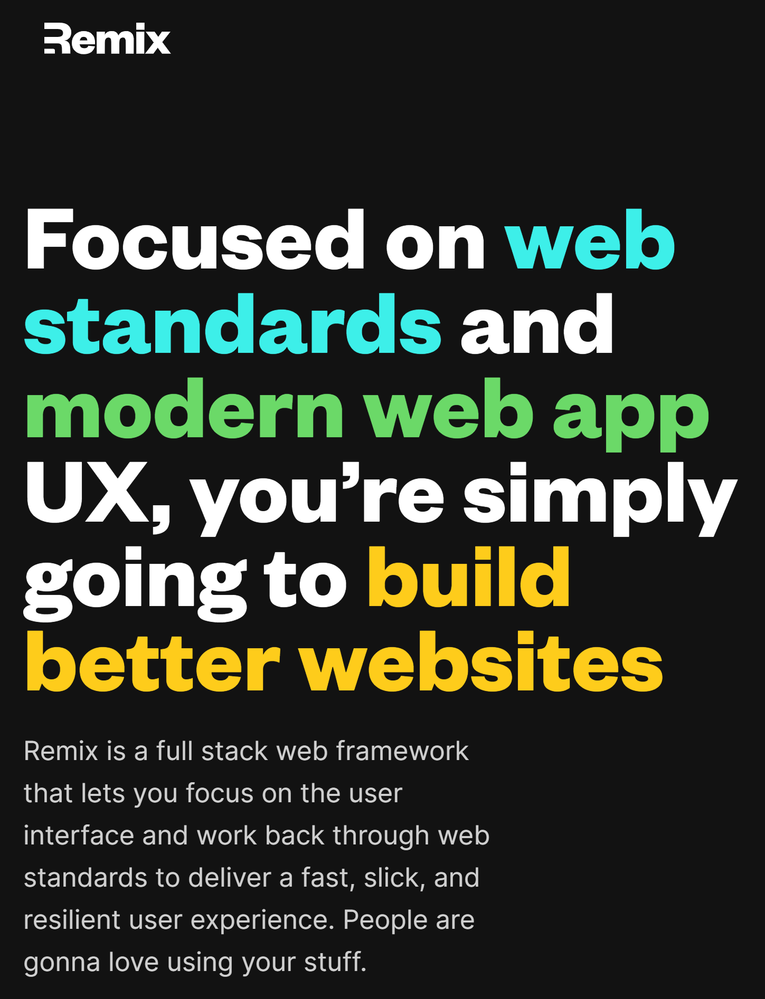 Remix
Focused on web
standards and
modern web app
UX, you’re simply
going to build
better websites
Remix is a full stack web framework
that lets you focus on the user
interface and work back through web
standards to deliver a fast, slick, and
resilient user experience. People are
gonna love using your stuff.